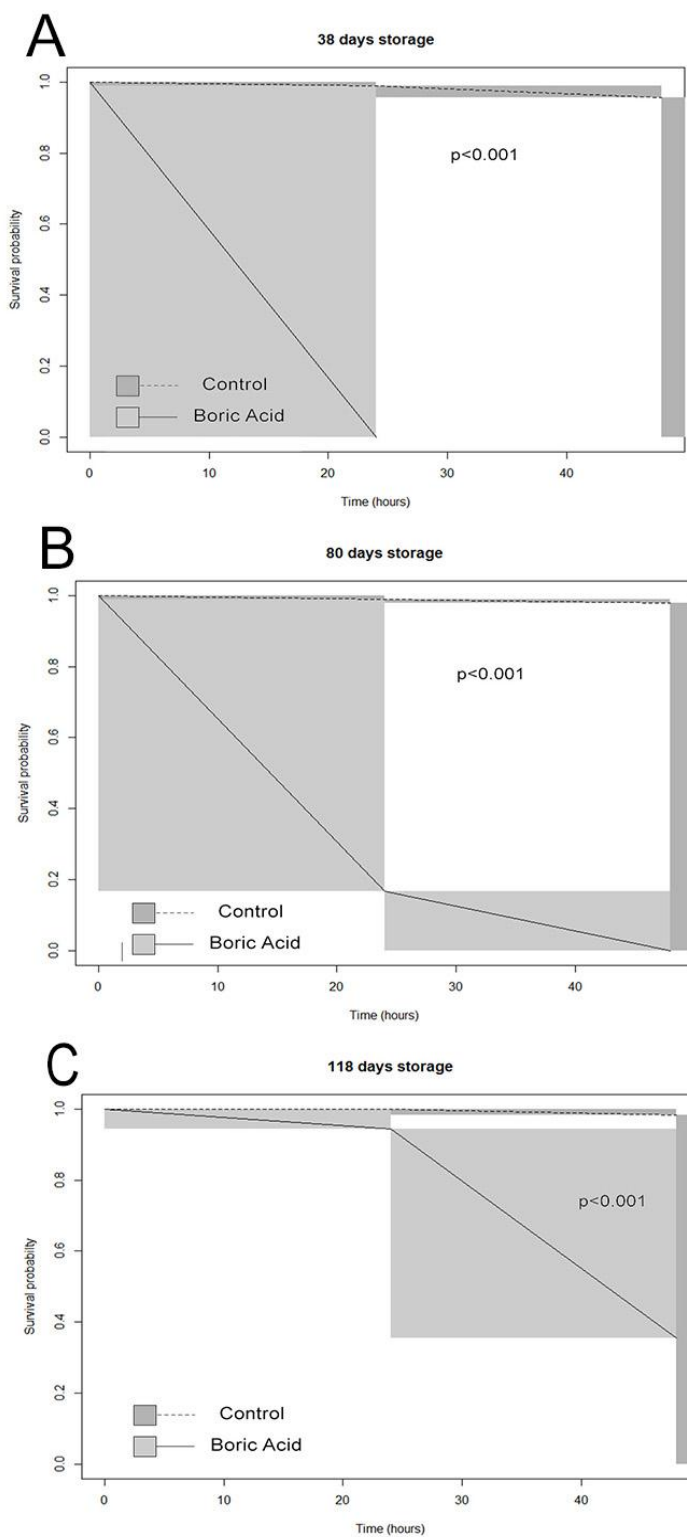 A
38 days storage
1.0
0.8
0.6
0.4
0.2
0.0
Survival probability
p<0.001
Control
Boric Acid
0 10 20 30 40
Time (hours)
B
80 days storage
1.0
0.8
0.6
0.4
0.2
0.0
Survival probability
p<0.001
Control
Boric Acid
0 10 20 30 40
Time (hours)
C
118 days storage
1.0
0.8
0.6
0.4
0.2
0.0
Survival probability
p<0.001
Control
Boric Acid
0 10 20 30 40
Time (hours)